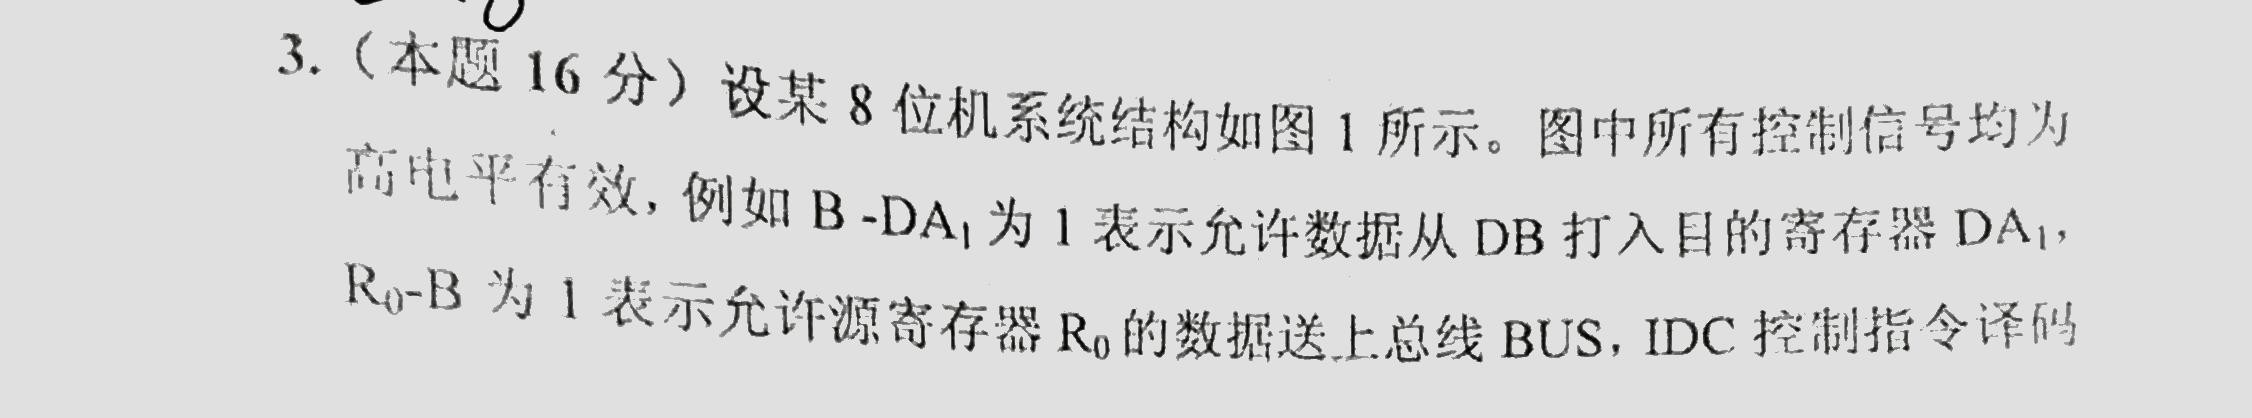 3.（本题 16 分）设某 8 位机系统结构如图 1 所示。图中所有控制信号均为
高电平有效, 例如 B -DA₁ 为 1 表示允许数据从 DB 打入目的寄存器 DA₁,
R₀-B 为 1 表示允许源寄存器 R₀ 的数据送上总线 BUS, IDC 控制指令译码